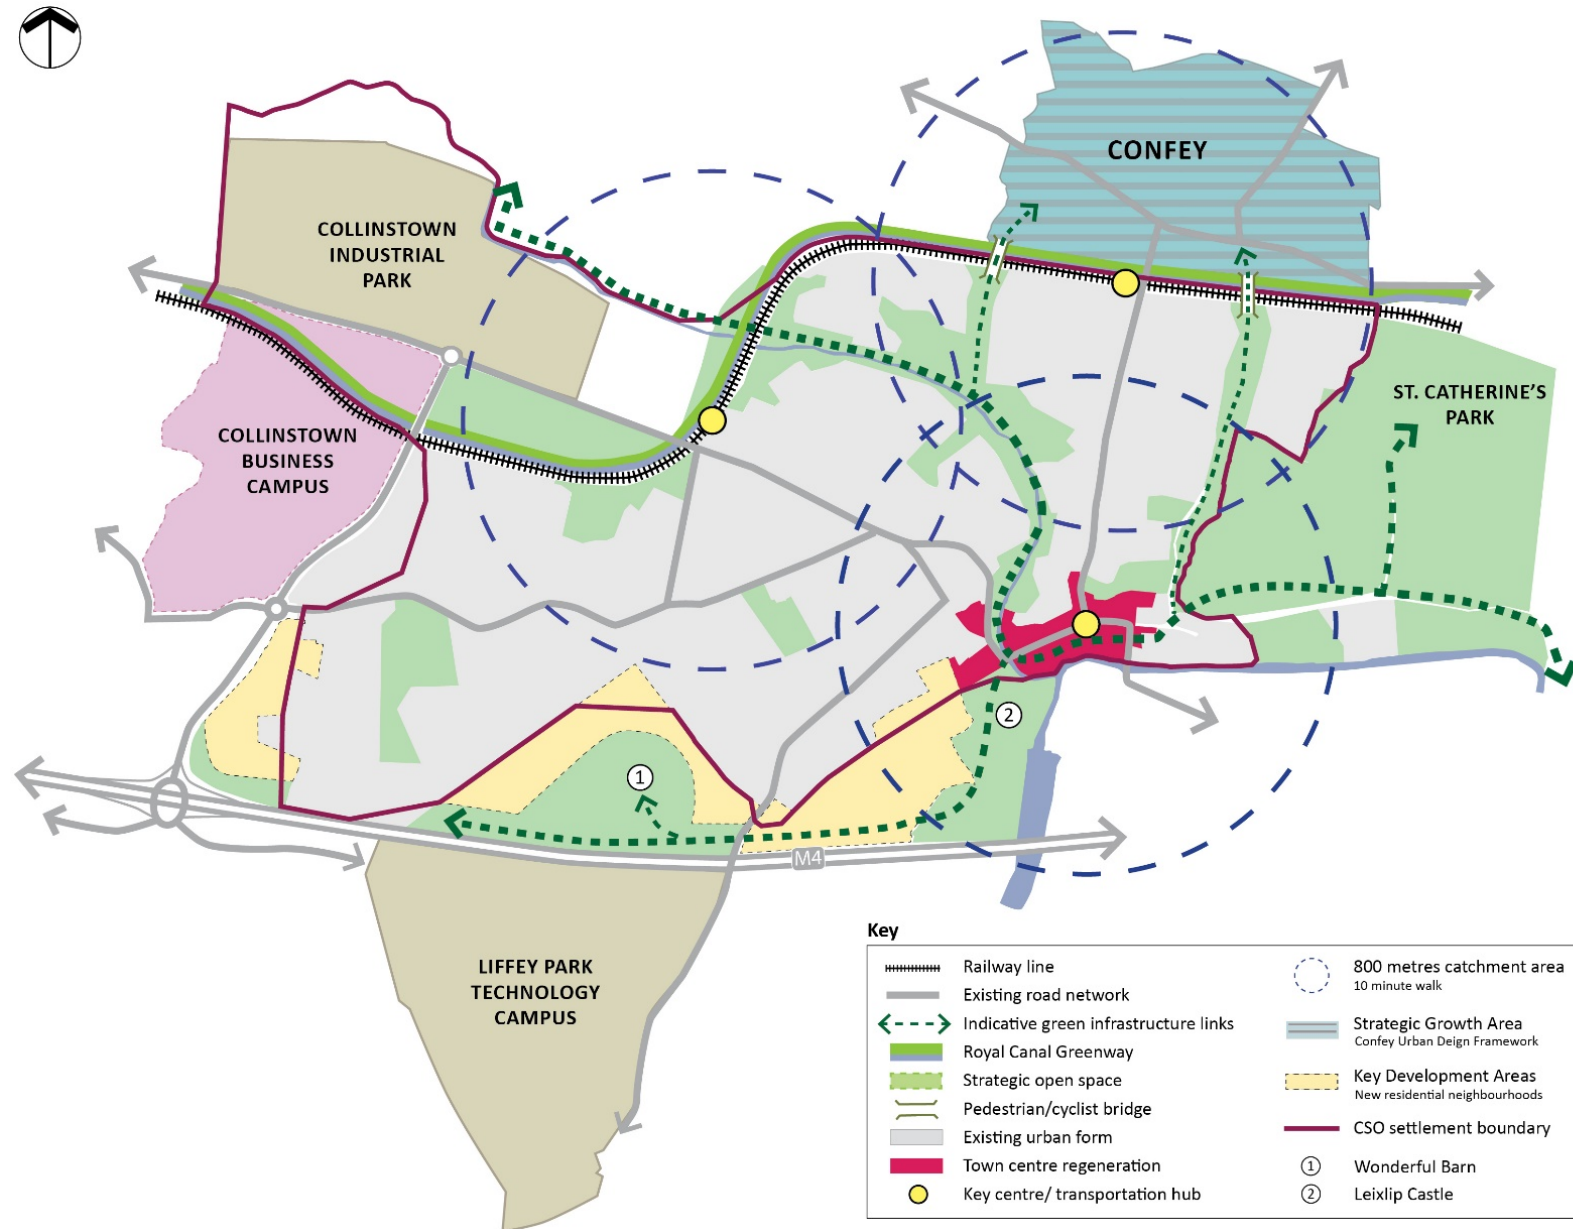 CONFEY
COLLINSTOWN
INDUSTRIAL
PARK
ST. CATHERINE'S
PARK
COLLINSTOWN
BUSINESS
CAMPUS
2
1
M4
LIFFEY PARK
TECHNOLOGY
CAMPUS
Key
Railway line
Existing road network
Indicative green infrastructure links
Royal Canal Greenway
Strategic open space
Pedestrian/cyclist bridge
Existing urban form
Town centre regeneration
Key centre/ transportation hub
800 metres catchment area
10 minute walk
Strategic Growth Area
Confey Urban Deign Framework
Key Development Areas
New residential neighbourhoods
CSO settlement boundary
1 Wonderful Barn
2 Leixlip Castle